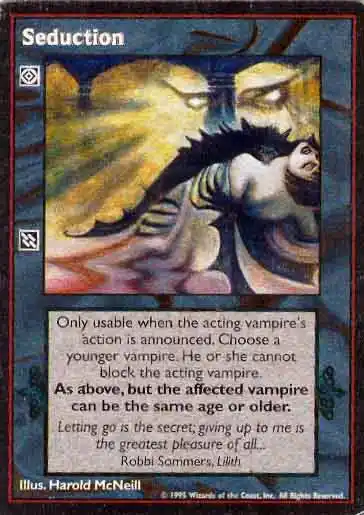 Seduction
Only usable when the acting vampire's
action is announced. Choose a
younger vampire. He or she cannot
block the acting vampire.
As above, but the affected vampire
can be the same age or older.
Letting go is the secret; giving up to me is
the greatest pleasure of all...
Robbi Sommers, Lilith
Illus. Harold McNeill
© 1995 Wizards of the Coast, Inc. All Rights Reserved.